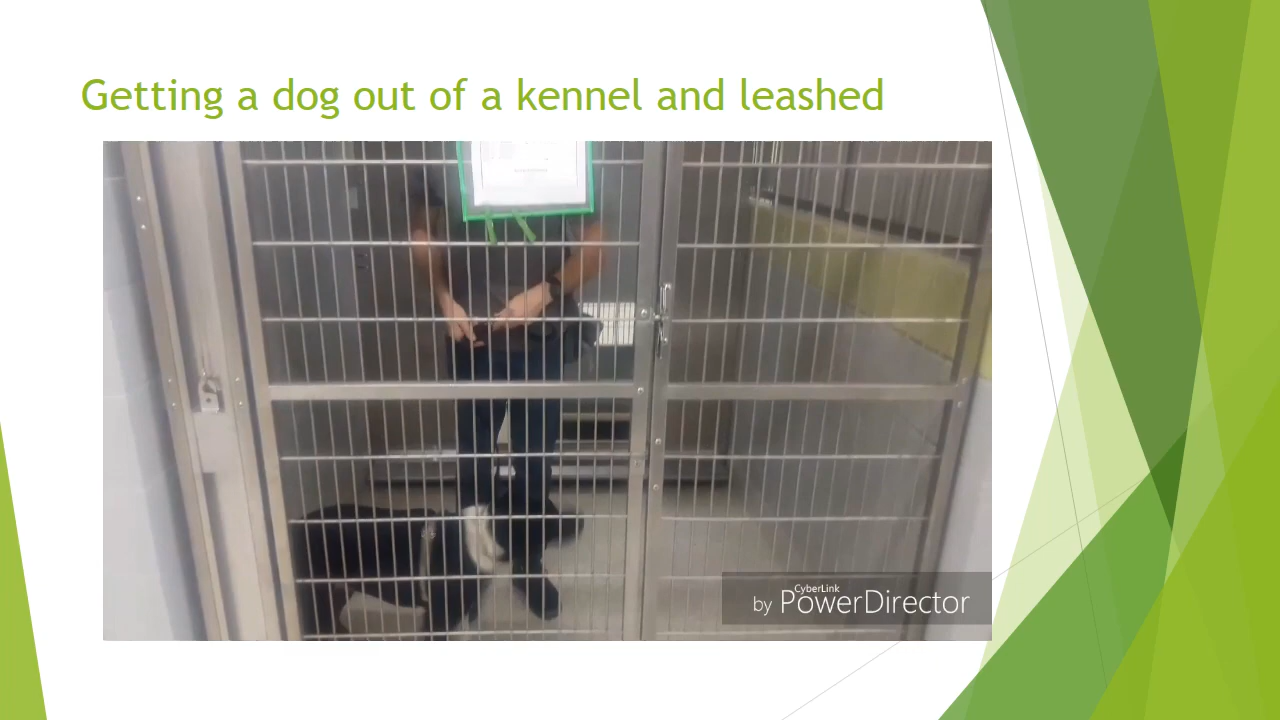 Getting a dog out of a kennel and leashed
CyberLink
by PowerDirector